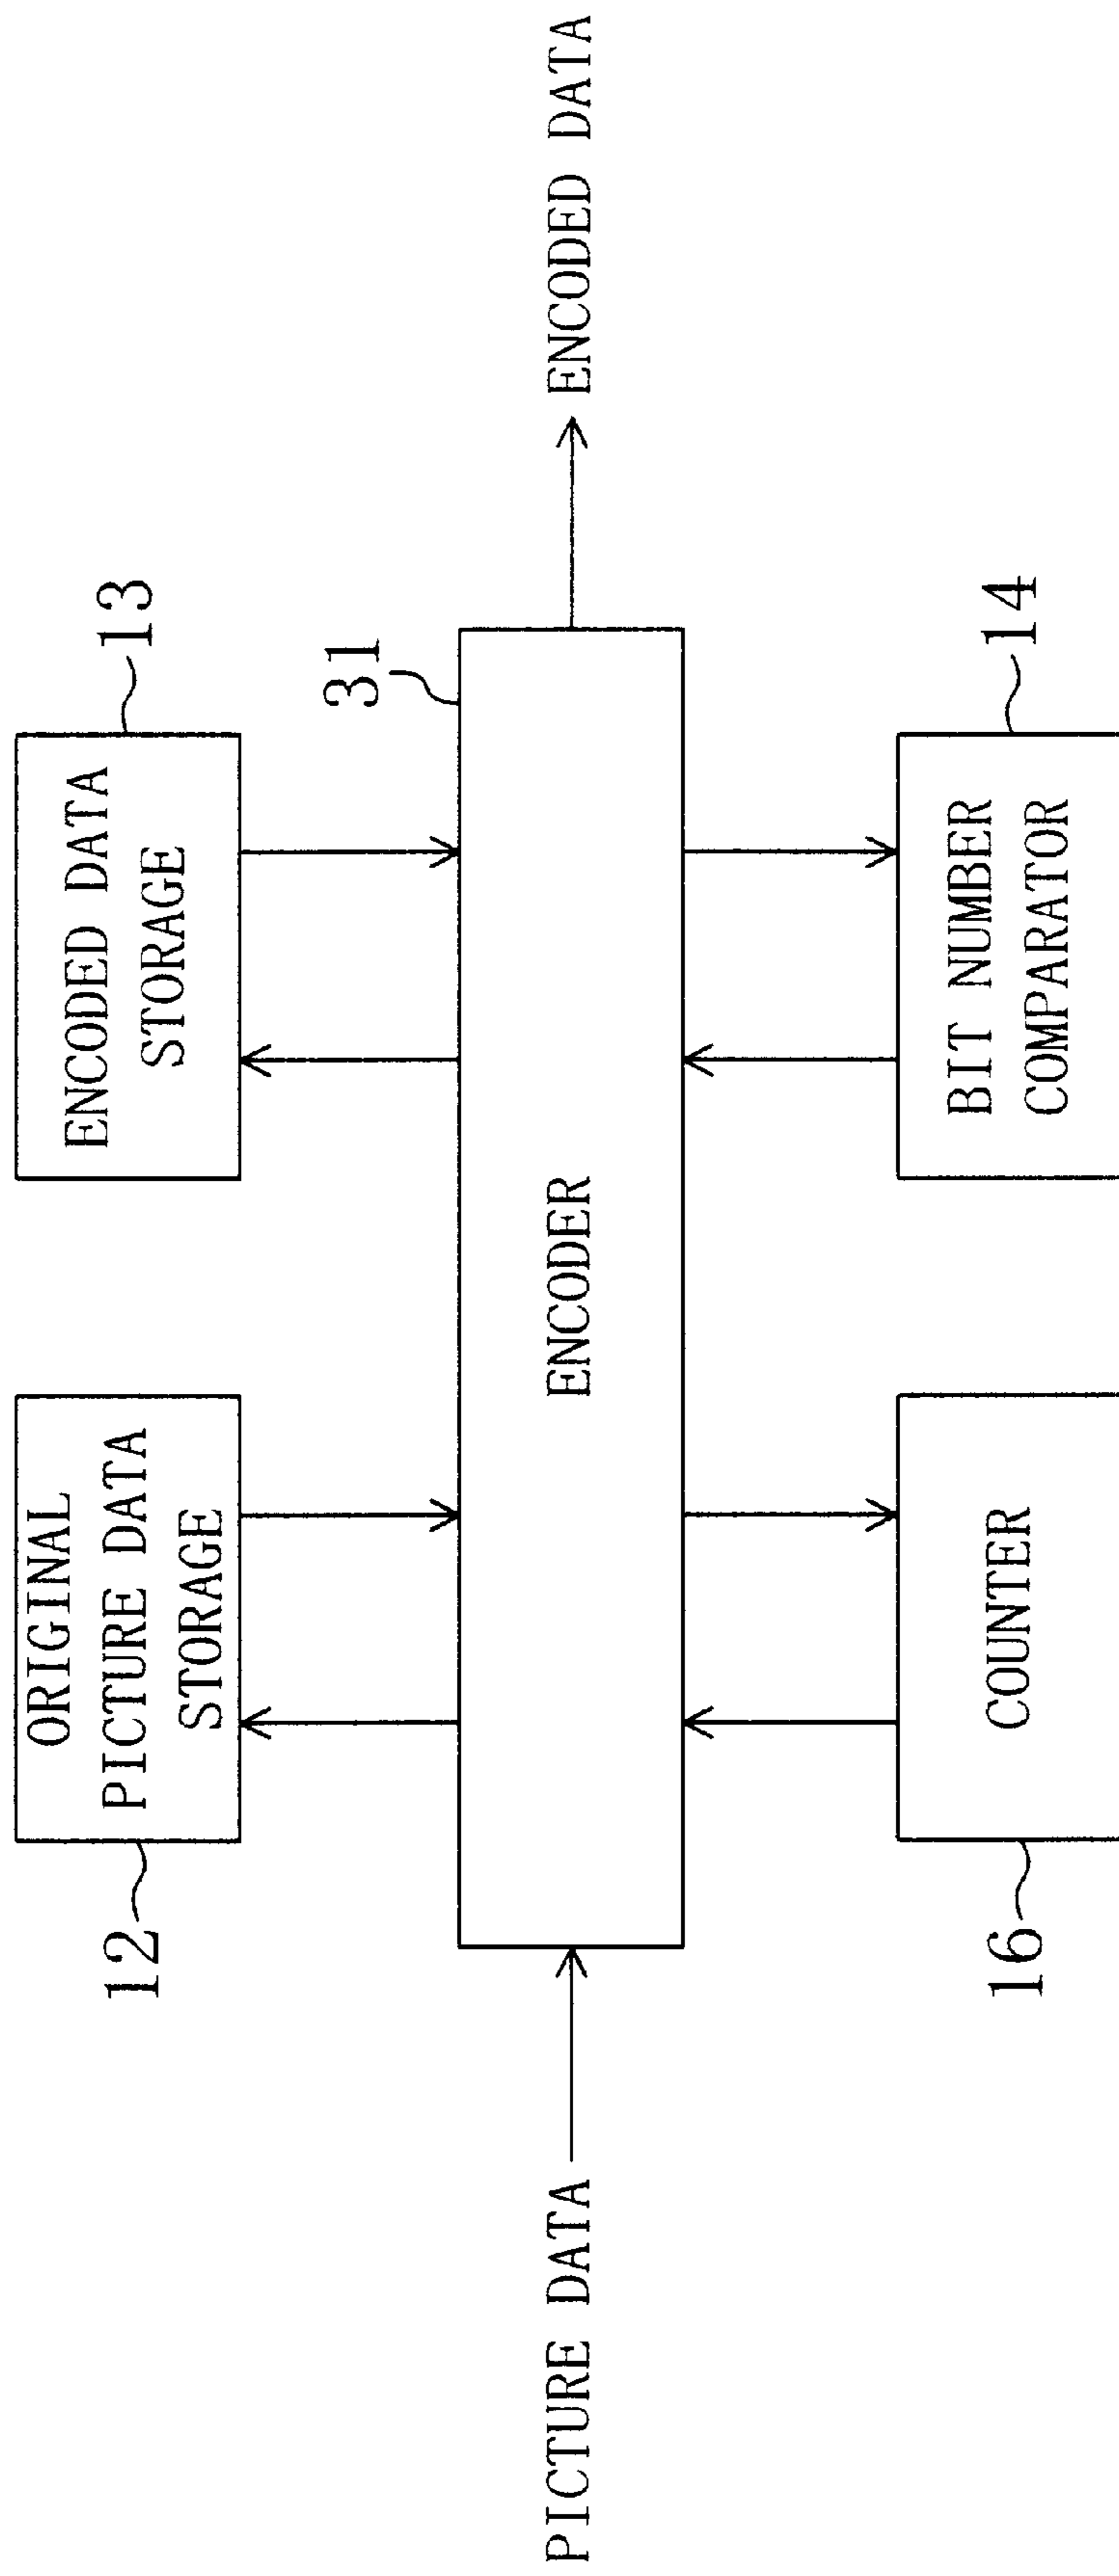 12
ORIGINAL
PICTURE DATA
STORAGE
13
ENCODED DATA
STORAGE
31
PICTURE DATA
ENCODER
ENCODED DATA
16
COUNTER
14
BIT NUMBER
COMPARATOR